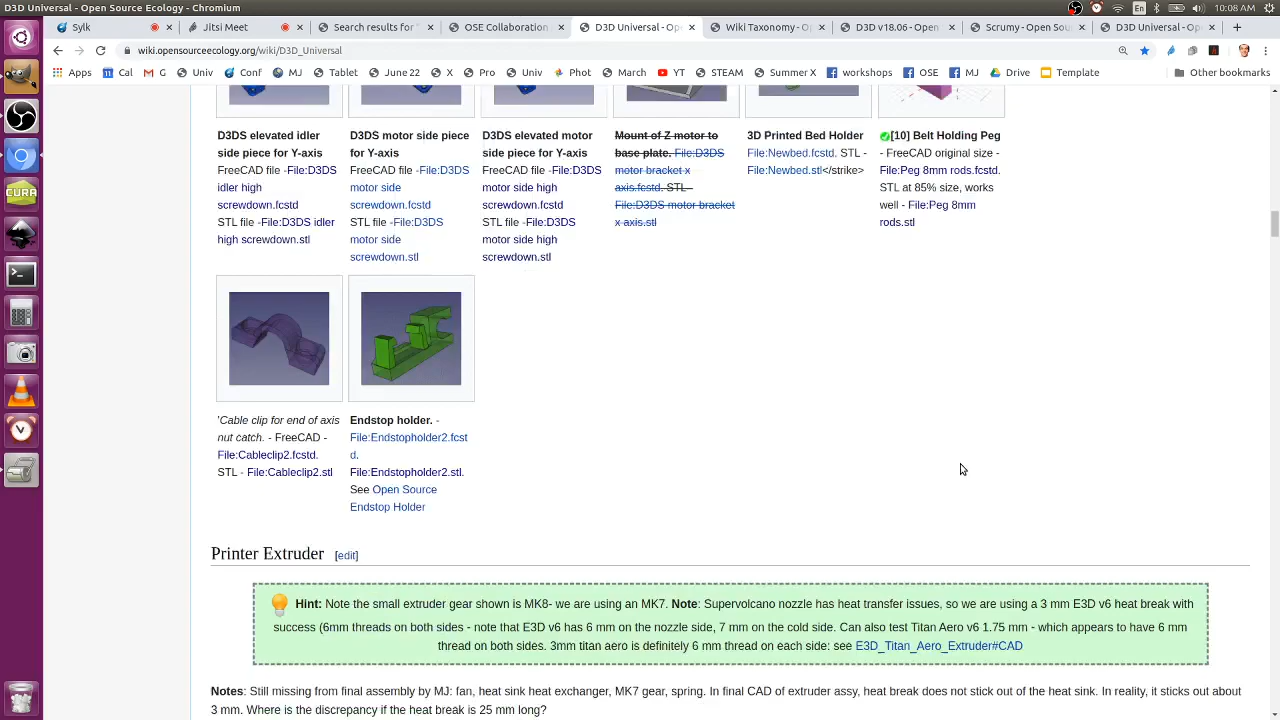 D3D Universal - Open Source Ecology - Chromium
En
10:08 AM
Sylk
Jitsi Meet
Search results for "
OSE Collaboration
D3D Universal - Op
Wiki Taxonomy - O
D3D v18.06 - Open
Scrumy - Open Sou
D3D Universal - Op
wiki.opensourceecology.org/wiki/D3D_Universal
Apps
Cal
G
Univ
Conf
MJ
Tablet
June 22
X
Pro
Univ
Phot
March
YT
STEAM
Summer X
workshops
OSE
MJ
Drive
Template
Other bookmarks
CURA
D3DS elevated idler
side piece for Y-axis
FreeCAD file -File:D3DS
idler high
screwdown.fcstd
STL file -File:D3DS idler
high screwdown.stl
D3DS motor side piece
for Y-axis
FreeCAD file -File:D3DS
motor side
screwdown.fcstd
STL file -File:D3DS
motor side
screwdown.stl
D3DS elevated motor
side piece for Y-axis
FreeCAD file -File:D3DS
motor side high
screwdown.fcstd
STL file -File:D3DS
motor side high
screwdown.stl
Mount of Z motor to
base plate. File:D3DS
motor bracket x
axis.fcstd. STL -
File:D3DS motor bracket
x axis.stl
3D Printed Bed Holder
File:Newbed.fcstd. STL -
File:Newbed.stl</strike>
[10] Belt Holding Peg
- FreeCAD original size -
File:Peg 8mm rods.fcstd.
STL at 85% size, works
well - File:Peg 8mm
rods.stl
'Cable clip for end of axis
nut catch. - FreeCAD -
File:Cableclip2.fcstd.
STL - File:Cableclip2.stl
Endstop holder. -
File:Endstopholder2.fcst
d.
File:Endstopholder2.stl.
See Open Source
Endstop Holder
Printer Extruder [edit]
Hint: Note the small extruder gear shown is MK8- we are using an MK7. Note: Supervolcano nozzle has heat transfer issues, so we are using a 3 mm E3D v6 heat break with
success (6mm threads on both sides - note that E3D v6 has 6 mm on the nozzle side, 7 mm on the cold side. Can also test Titan Aero v6 1.75 mm - which appears to have 6 mm
thread on both sides. 3mm titan aero is definitely 6 mm thread on each side: see E3D_Titan_Aero_Extruder#CAD
Notes: Still missing from final assembly by MJ: fan, heat sink heat exchanger, MK7 gear, spring. In final CAD of extruder assy, heat break does not stick out of the heat sink. In reality, it sticks out about
3 mm. Where is the discrepancy if the heat break is 25 mm long?